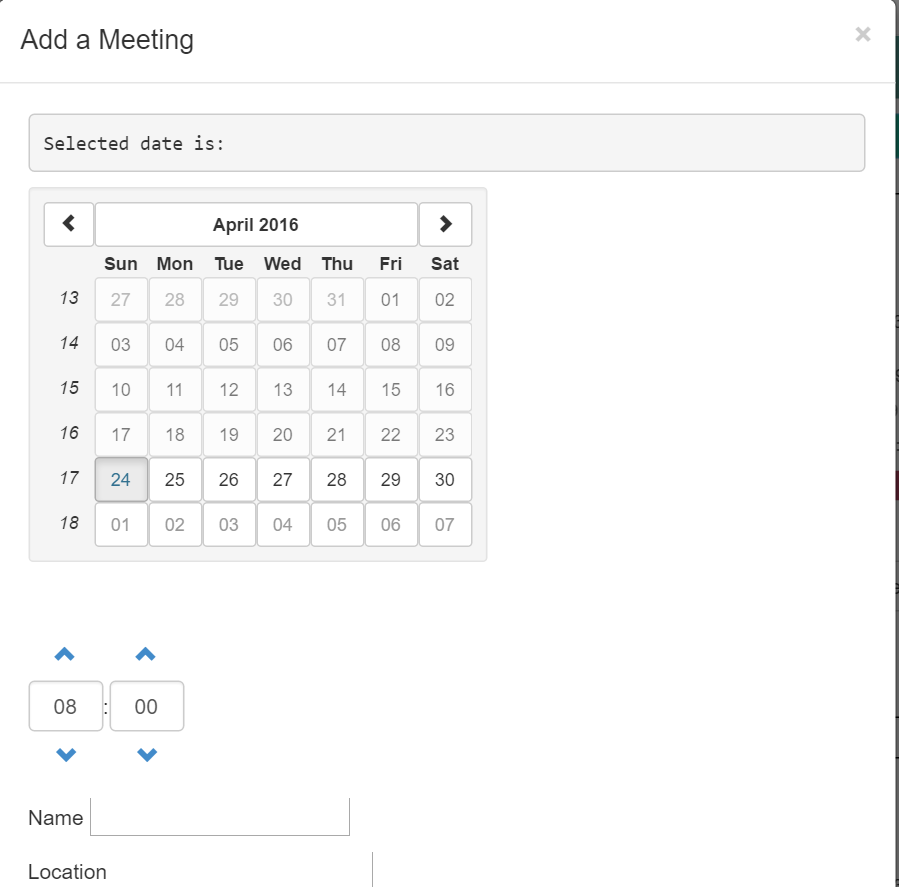 Add a Meeting ×
Selected date is:
April 2016
Sun Mon Tue Wed Thu Fri Sat
13 27 28 29 30 31 01 02
14 03 04 05 06 07 08 09
15 10 11 12 13 14 15 16
16 17 18 19 20 21 22 23
17 24 25 26 27 28 29 30
18 01 02 03 04 05 06 07
08 : 00
Name
Location